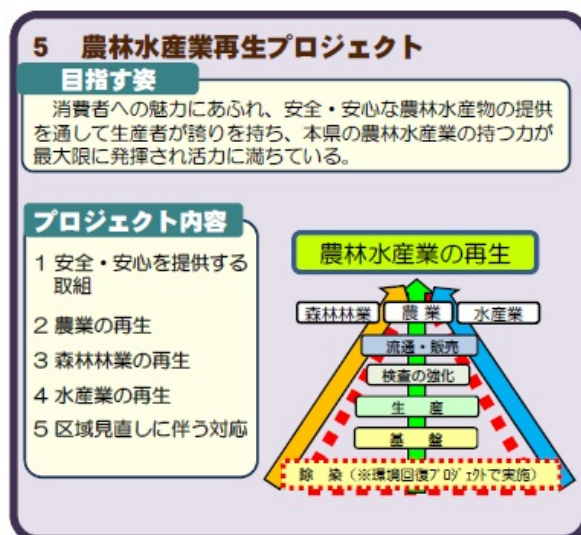 5 農林水産業再生プロジェクト
目指す姿
消費者への魅力にあふれ、安全・安心な農林水産物の提供
を通して生産者が誇りを持ち、本県の農林水産業の持つ力が
最大限に発揮され活力に満ちている。
プロジェクト内容
1 安全・安心を提供する
取組
2 農業の再生
3 森林林業の再生
4 水産業の再生
5 区域見直しに伴う対応
農林水産業の再生
森林林業 農業 水産業
流通・販売
検査の強化
生 産
基 盤
除 染（※環境回復ﾌﾟﾛｼﾞｪｸﾄで実施）